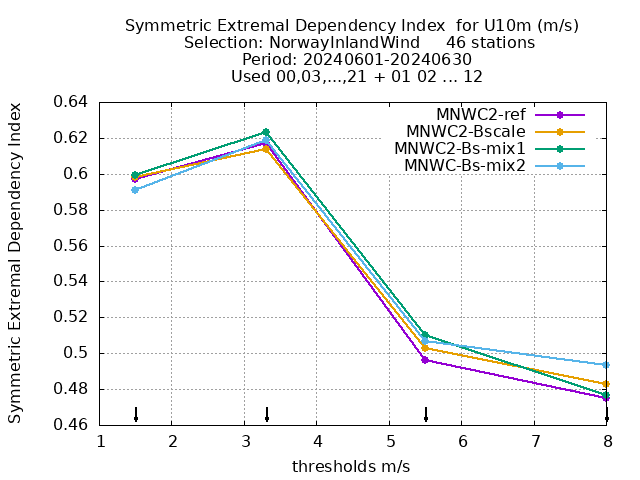 Symmetric Extremal Dependency Index  for U10m (m/s)
Selection: NorwayInlandWind     46 stations
Period: 20240601-20240630
Used 00,03,...,21 + 01 02 ... 12
Symmetric Extremal Dependency Index
0.64
0.62
0.6
0.58
0.56
0.54
0.52
0.5
0.48
0.46
MNWC2-ref
MNWC2-Bscale
MNWC2-Bs-mix1
MNWC-Bs-mix2
1 2 3 4 5 6 7 8
thresholds m/s